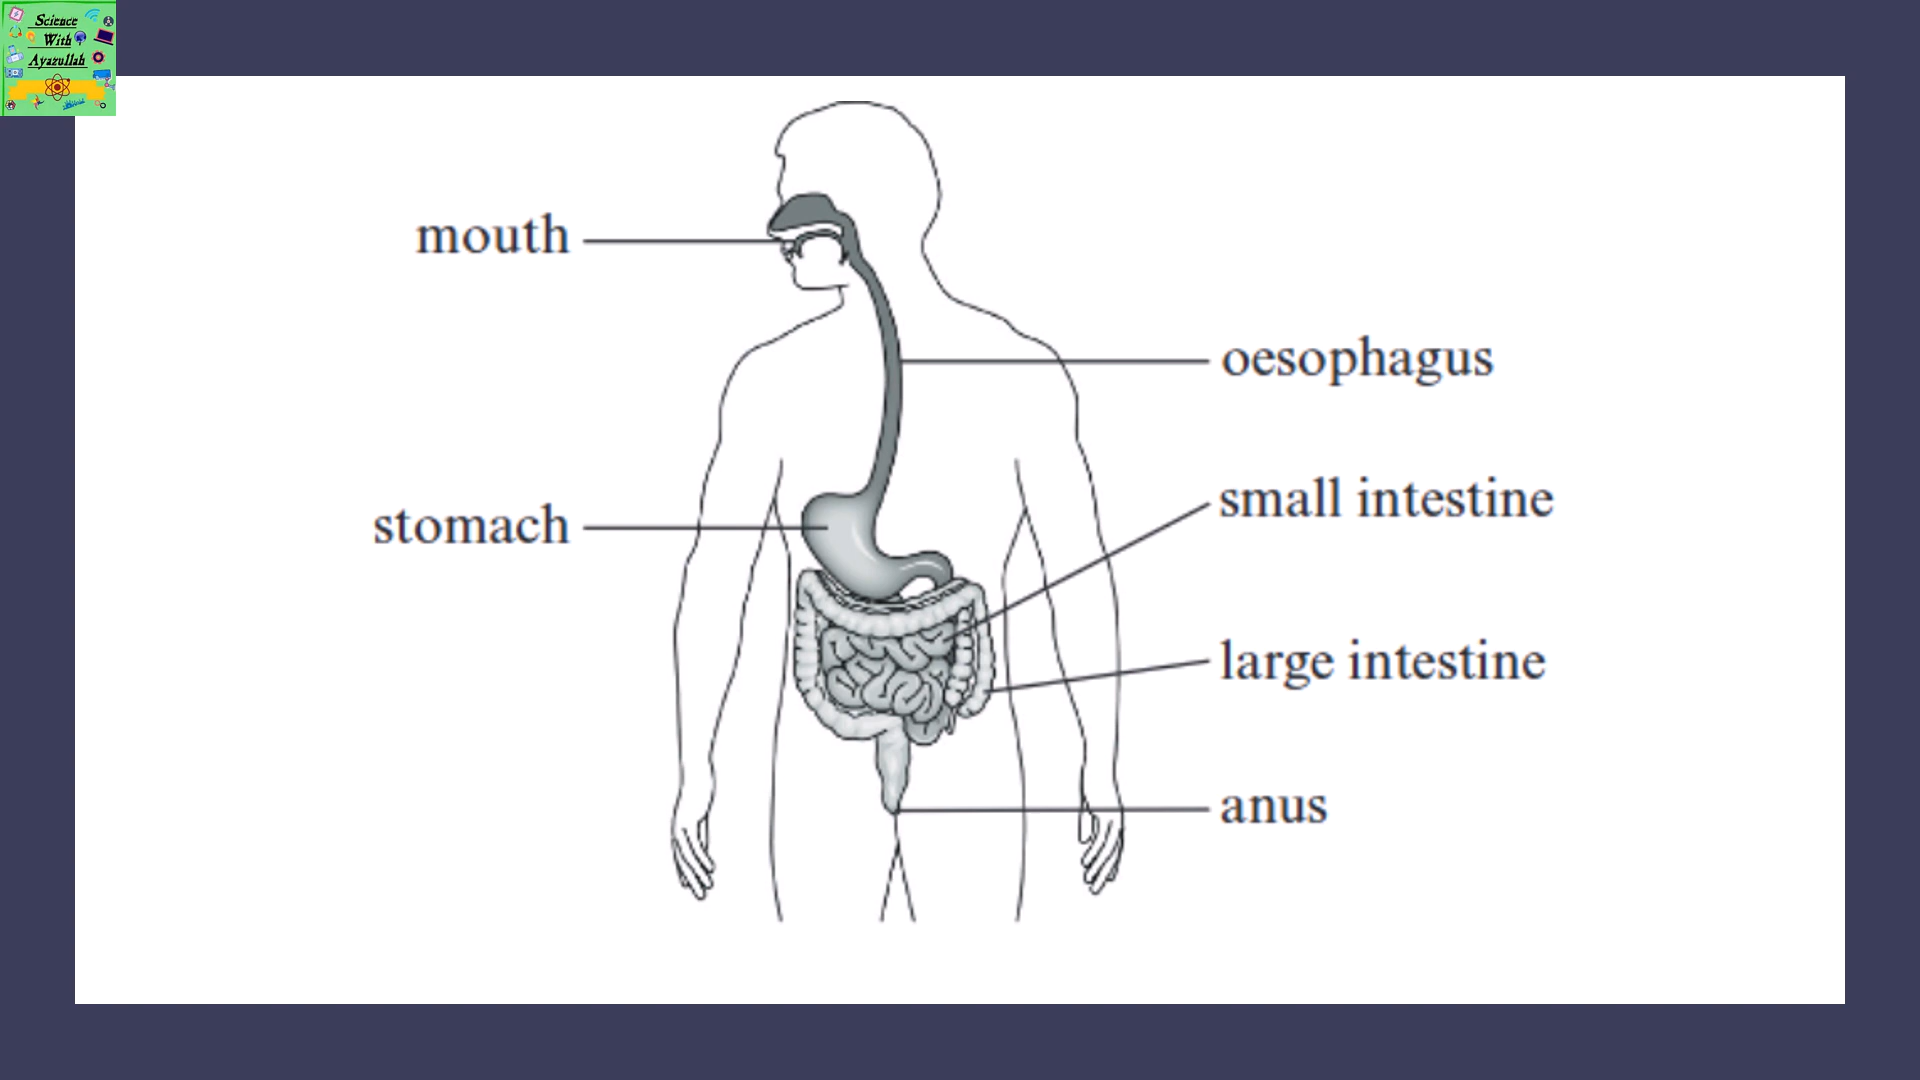 Science
With
Ayazullah
mouth
oesophagus
small intestine
stomach
large intestine
anus